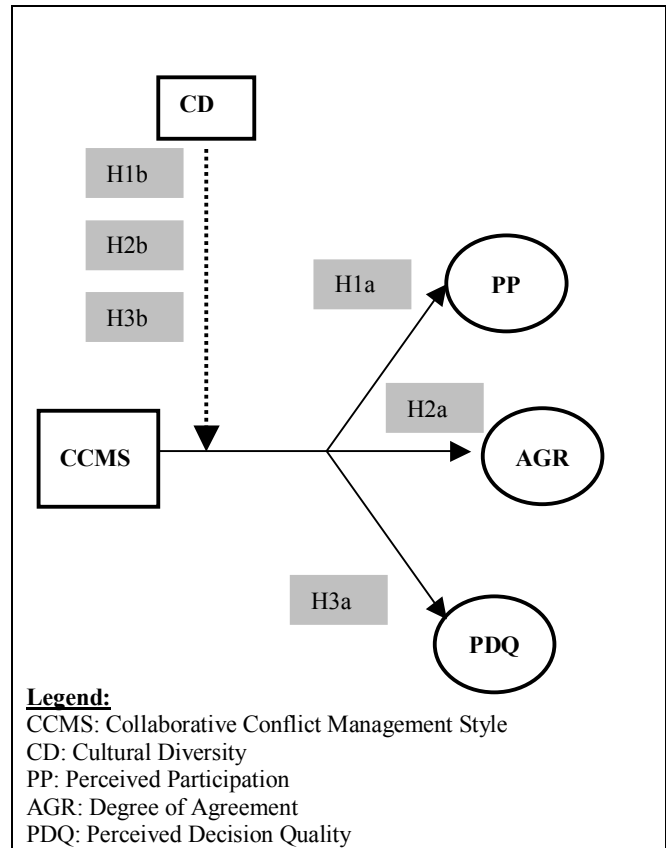 CD
H1b
H2b
H3b
H1a
PP
H2a
CCMS
AGR
H3a
PDQ
Legend:
CCMS: Collaborative Conflict Management Style
CD: Cultural Diversity
PP: Perceived Participation
AGR: Degree of Agreement
PDQ: Perceived Decision Quality